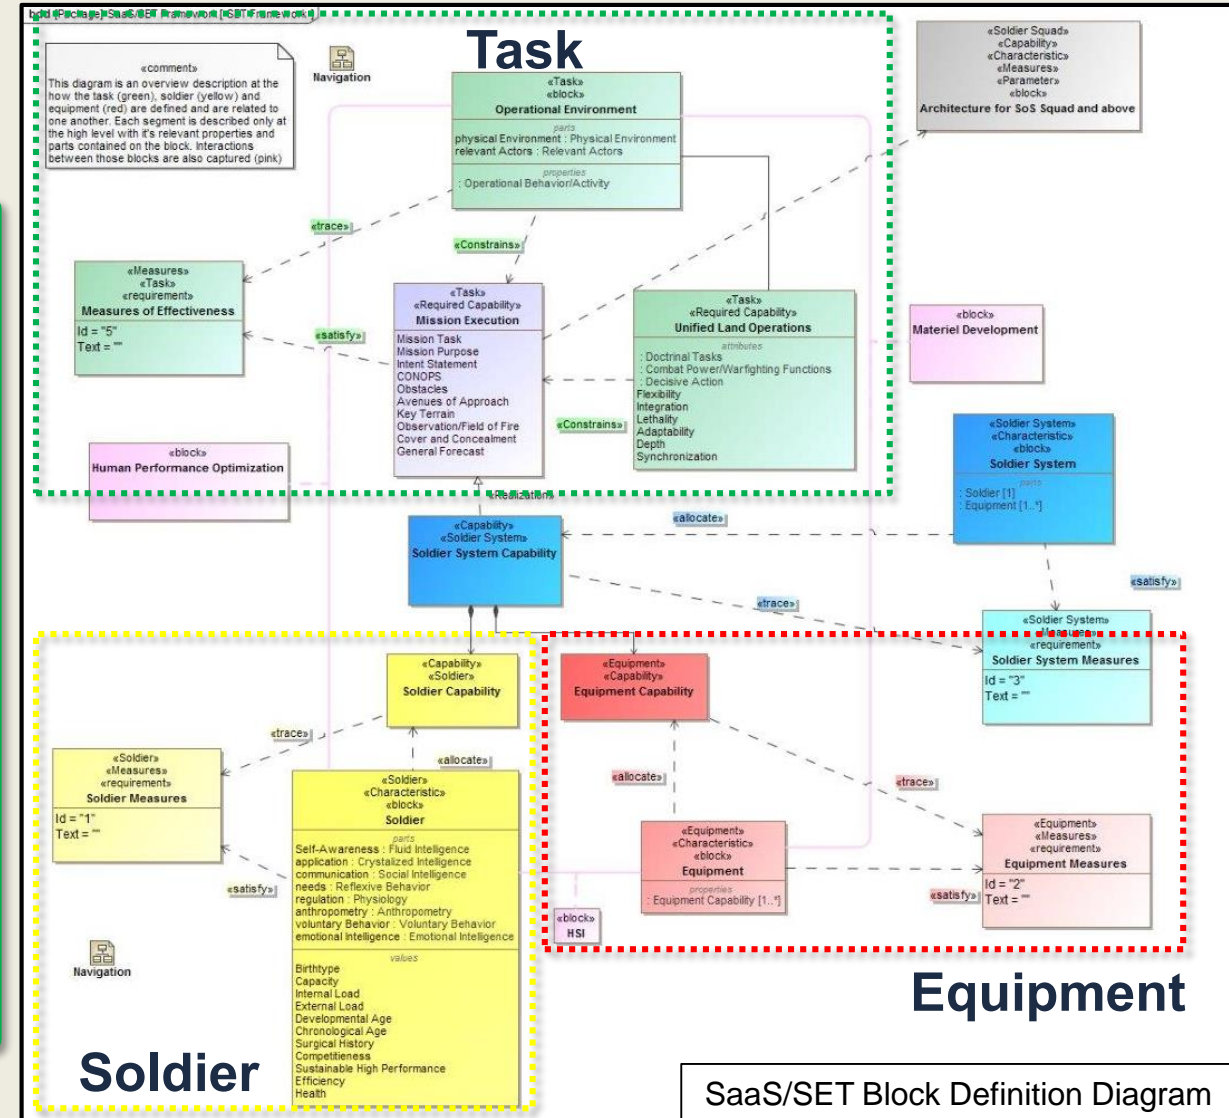 bdd [Package] SaaS/SET Framework [ SET Framework ]
Task
«comment»
This diagram is an overview description at the
how the task (green), soldier (yellow) and
equipment (red) are defined and are related to
one another. Each segment is described only at
the high level with it's relevant properties and
parts contained on the block. Interactions
between those blocks are also captured (pink)
Navigation
«Task»
«block»
Operational Environment
parts
physical Environment : Physical Environment
relevant Actors : Relevant Actors
properties
: Operational Behavior/Activity
«Soldier Squad»
«Capability»
«Characteristic»
«Measures»
«Parameter»
«block»
Architecture for SoS Squad and above
«trace»
«Constrains»
«Measures»
«Task»
«requirement»
Measures of Effectiveness
Id = "5"
Text = ""
«satisfy»
«Task»
«Required Capability»
Mission Execution
Mission Task
Mission Purpose
Intent Statement
CONOPS
Obstacles
Avenues of Approach
Key Terrain
Observation/Field of Fire
Cover and Concealment
General Forecast
«Task»
«Required Capability»
Unified Land Operations
attributes
: Doctrinal Tasks
: Combat Power/Warfighting Functions
: Decisive Action
Flexibility
Integration
Lethality
Adaptability
Depth
Synchronization
«Constrains»
«block»
Materiel Development
«block»
Human Performance Optimization
«Realization»
«Soldier System»
«Characteristic»
«block»
Soldier System
parts
: Soldier [1]
: Equipment [1..*]
«Capability»
«Soldier System»
Soldier System Capability
«allocate»
«satisfy»
«trace»
«Soldier System»
«Measures»
«requirement»
Soldier System Measures
Id = "3"
Text = ""
«Capability»
«Soldier»
Soldier Capability
«Equipment»
«Capability»
Equipment Capability
«trace»
«allocate»
«Soldier»
«Measures»
«requirement»
Soldier Measures
Id = "1"
Text = ""
«satisfy»
«Soldier»
«Characteristic»
«block»
Soldier
parts
Self-Awareness : Fluid Intelligence
application : Crystalized Intelligence
communication : Social Intelligence
needs : Reflexive Behavior
regulation : Physiology
anthropometry : Anthropometry
voluntary Behavior : Voluntary Behavior
emotional Intelligence : Emotional Intelligence
values
Birthtype
Capacity
Internal Load
External Load
Developmental Age
Chronological Age
Surgical History
Competitieness
Sustainable High Performance
Efficiency
Health
«allocate»
«trace»
«Equipment»
«Characteristic»
«block»
Equipment
properties
: Equipment Capability [1..*]
«Equipment»
«Measures»
«requirement»
Equipment Measures
Id = "2"
Text = ""
«satisfy»
«block»
HSI
Navigation
Equipment
Soldier
SaaS/SET Block Definition Diagram